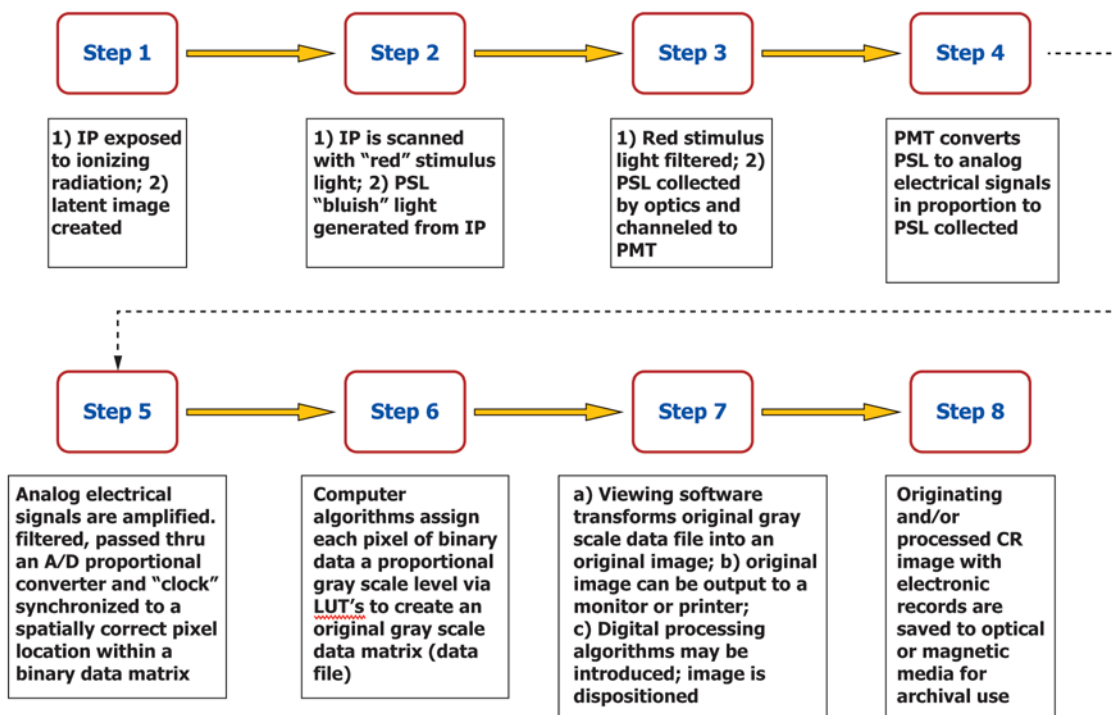 Step 1
Step 2
Step 3
Step 4
1) IP exposed
to ionizing
radiation; 2)
latent image
created
1) IP is scanned
with “red” stimulus
light; 2) PSL
“bluish” light
generated from IP
1) Red stimulus
light filtered; 2)
PSL collected
by optics and
channeled to
PMT
PMT converts
PSL to analog
electrical signals
in proportion to
PSL collected
Step 5
Step 6
Step 7
Step 8
Analog electrical
signals are amplified.
filtered, passed thru
an A/D proportional
converter and “clock”
synchronized to a
spatially correct pixel
location within a
binary data matrix
Computer
algorithms assign
each pixel of binary
data a proportional
gray scale level via
LUT’s to create an
original gray scale
data matrix (data
file)
a) Viewing software
transforms original gray
scale data file into an
original image; b) original
image can be output to a
monitor or printer;
c) Digital processing
algorithms may be
introduced; image is
dispositioned
Originating
and/or
processed CR
image with
electronic
records are
saved to optical
or magnetic
media for
archival use